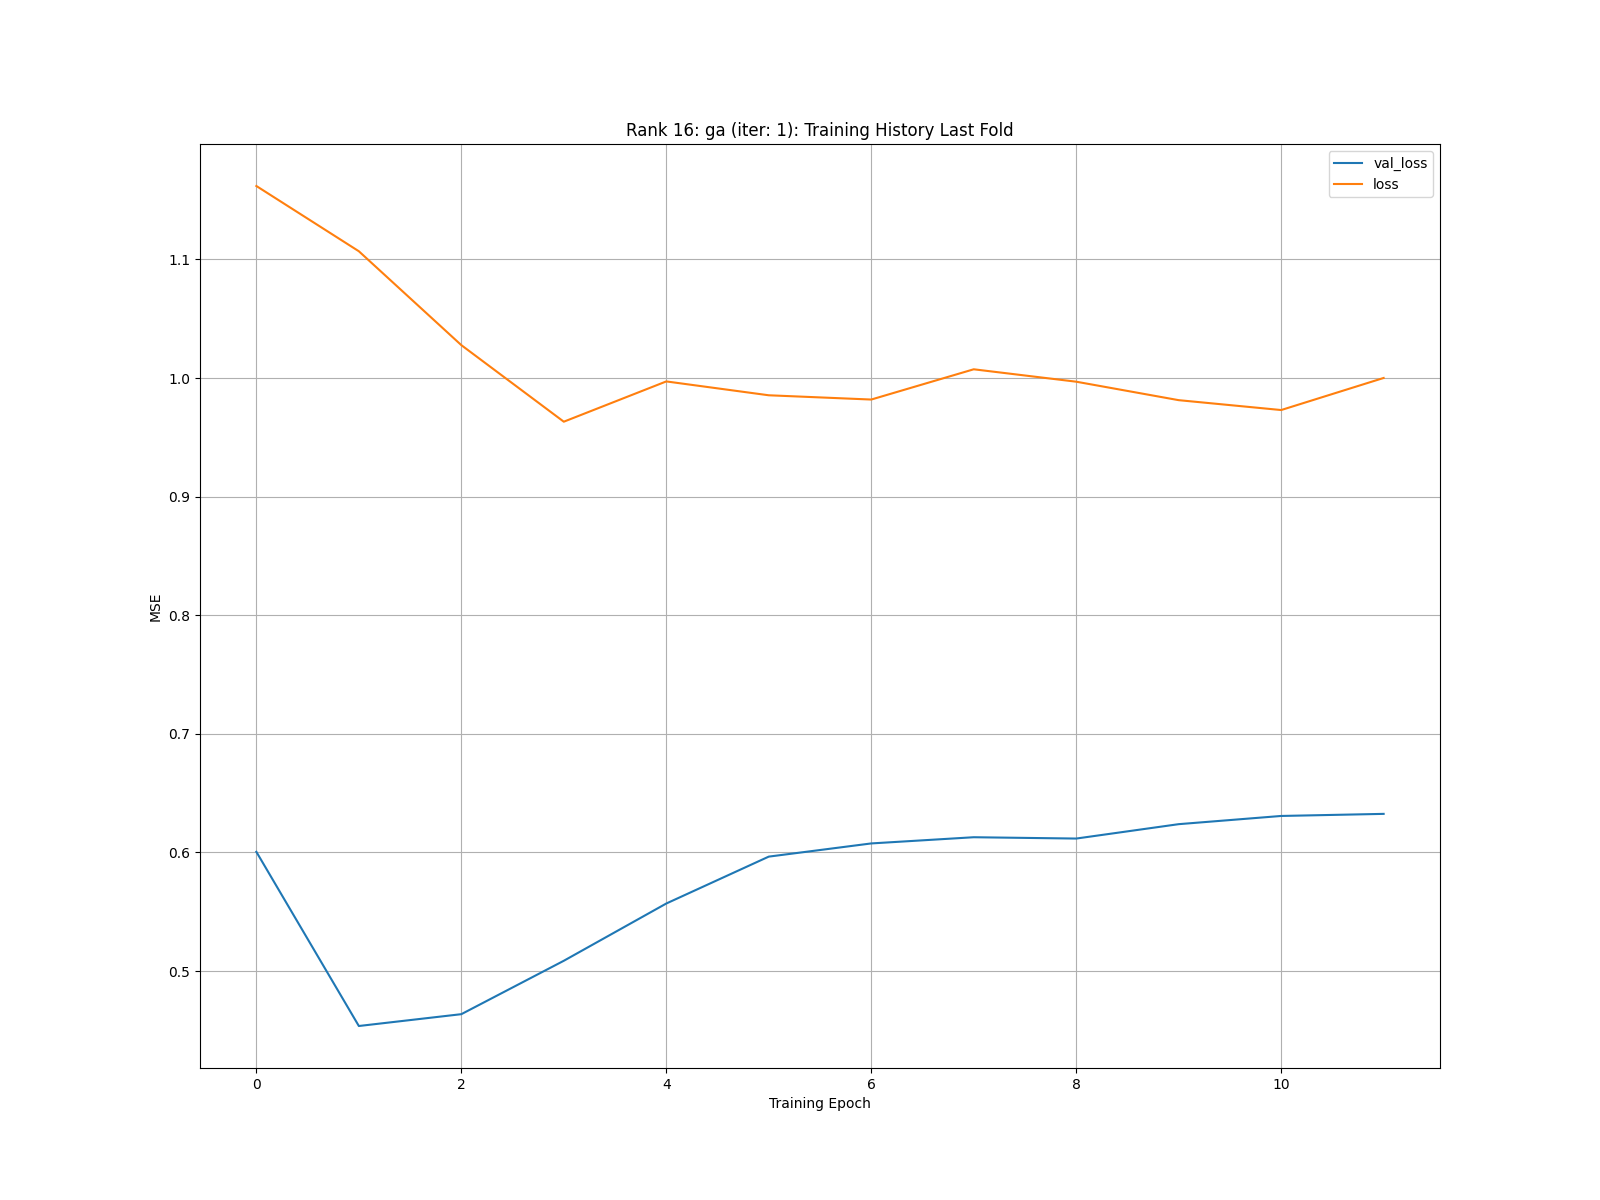 Rank 16: ga (iter: 1): Training History Last Fold
val_loss
loss
1.1
1.0
0.9
0.8
0.7
0.6
0.5
MSE
0 2 4 6 8 10
Training Epoch